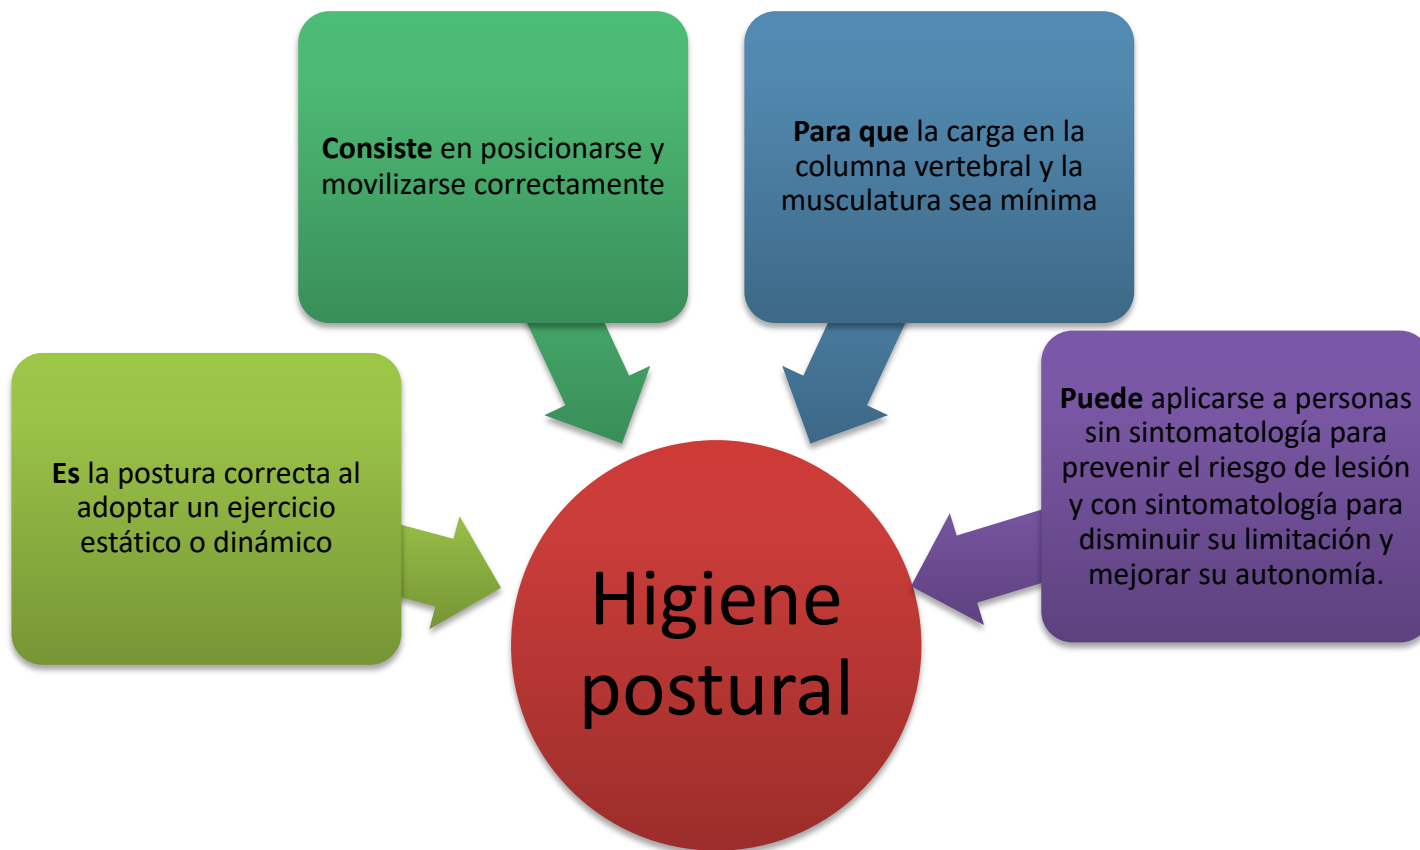 Consiste en posicionarse y
movilizarse correctamente
Para que la carga en la
columna vertebral y la
musculatura sea mínima
Es la postura correcta al
adoptar un ejercicio
estático o dinámico
Puede aplicarse a personas
sin sintomatología para
prevenir el riesgo de lesión
y con sintomatología para
disminuir su limitación y
mejorar su autonomía.
Higiene
postural